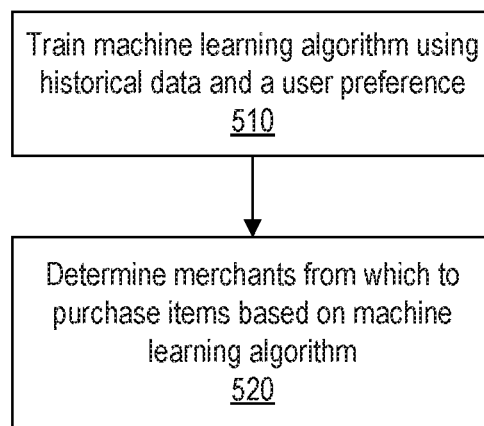 Train machine learning algorithm using
historical data and a user preference
510
Determine merchants from which to
purchase items based on machine
learning algorithm
520